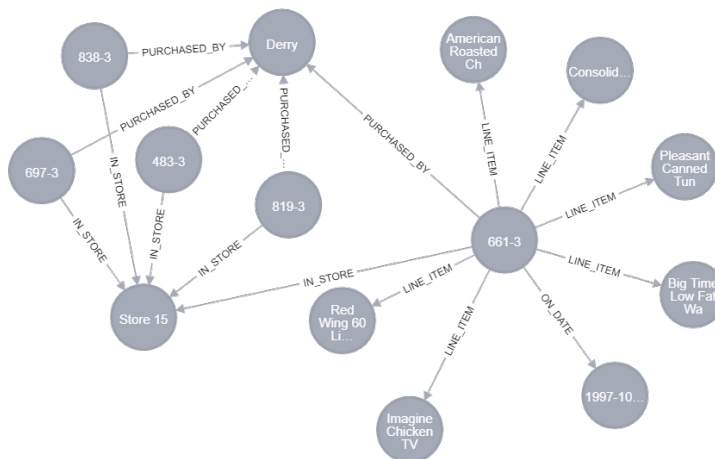 838-3
PURCHASED_BY
Derry
American
Roasted
Ch
Consolid...
PURCHASED_BY
PURCHASED_...
PURCHASED_...
PURCHASED_BY
LINE_ITEM
LINE_ITEM
697-3
483-3
IN_STORE
Pleasant
Canned
Tun
819-3
LINE_ITEM
IN_STORE
IN_STORE
IN_STORE
661-3
LINE_ITEM
IN_STORE
LINE_ITEM
ON_DATE
Big Time
Low Fat
Wa
Store 15
Red
Wing 60
Li...
LINE_ITEM
1997-10...
Imagine
Chicken
TV